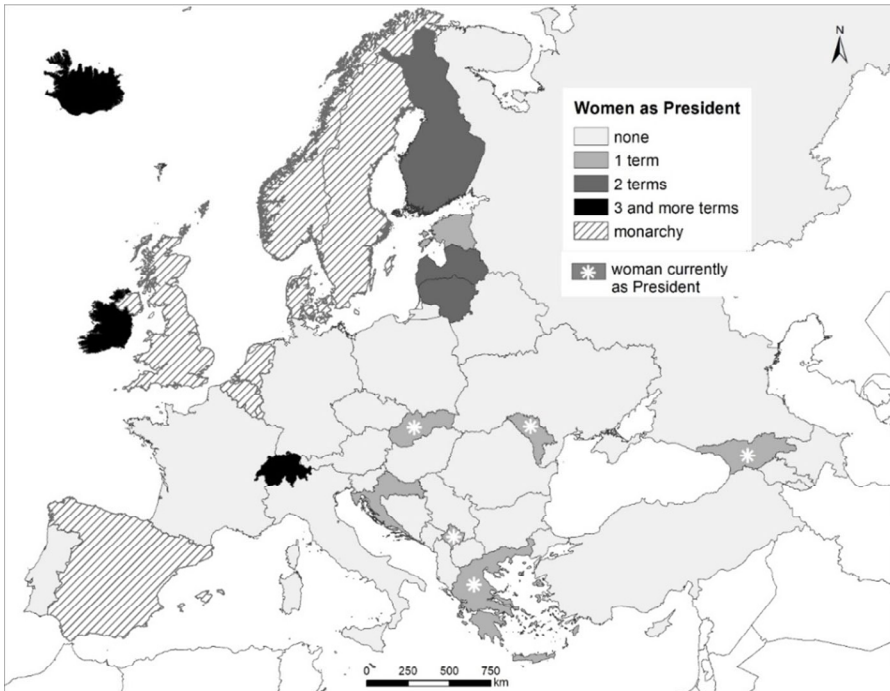 N
Women as President
none
1 term
2 terms
3 and more terms
monarchy
woman currently
as President
0 250 500 750
km